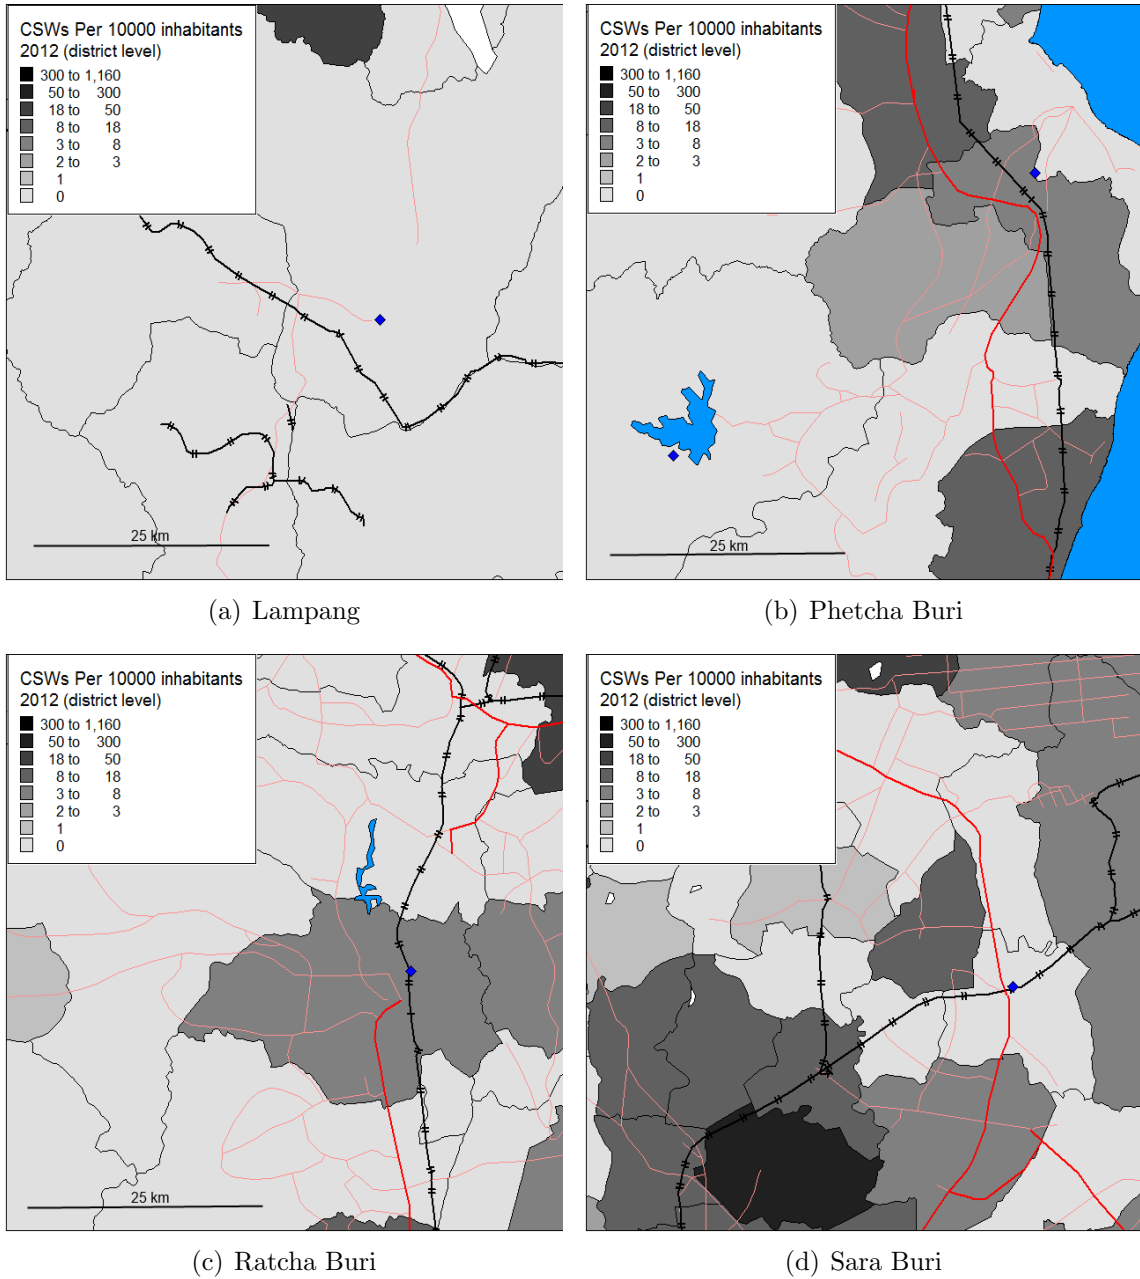 CSWs Per 10000 inhabitants
2012 (district level)
300 to 1,160
50 to 300
18 to 50
8 to 18
3 to 8
2 to 3
1
0
25 km
(a) Lampang
CSWs Per 10000 inhabitants
2012 (district level)
300 to 1,160
50 to 300
18 to 50
8 to 18
3 to 8
2 to 3
1
0
25 km
(b) Phetcha Buri
CSWs Per 10000 inhabitants
2012 (district level)
300 to 1,160
50 to 300
18 to 50
8 to 18
3 to 8
2 to 3
1
0
25 km
(c) Ratcha Buri
CSWs Per 10000 inhabitants
2012 (district level)
300 to 1,160
50 to 300
18 to 50
8 to 18
3 to 8
2 to 3
1
0
(d) Sara Buri